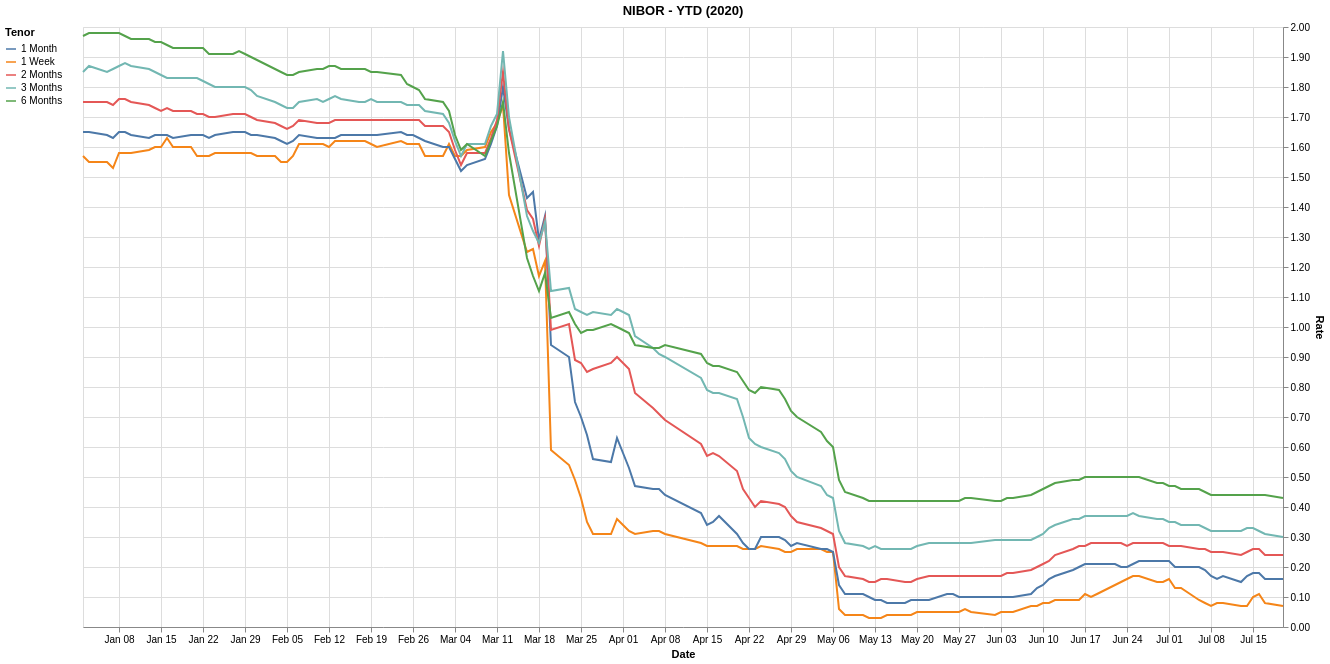 NIBOR - YTD (2020)
Tenor
1 Month
1 Week
2 Months
3 Months
6 Months
2.00
1.90
1.80
1.70
1.60
1.50
1.40
1.30
1.20
1.10
1.00
0.90
0.80
0.70
0.60
0.50
0.40
0.30
0.20
0.10
0.00
Rate
Jan 08 Jan 15 Jan 22 Jan 29 Feb 05 Feb 12 Feb 19 Feb 26 Mar 04 Mar 11 Mar 18 Mar 25 Apr 01 Apr 08 Apr 15 Apr 22 Apr 29 May 06 May 13 May 20 May 27 Jun 03 Jun 10 Jun 17 Jun 24 Jul 01 Jul 08 Jul 15
Date